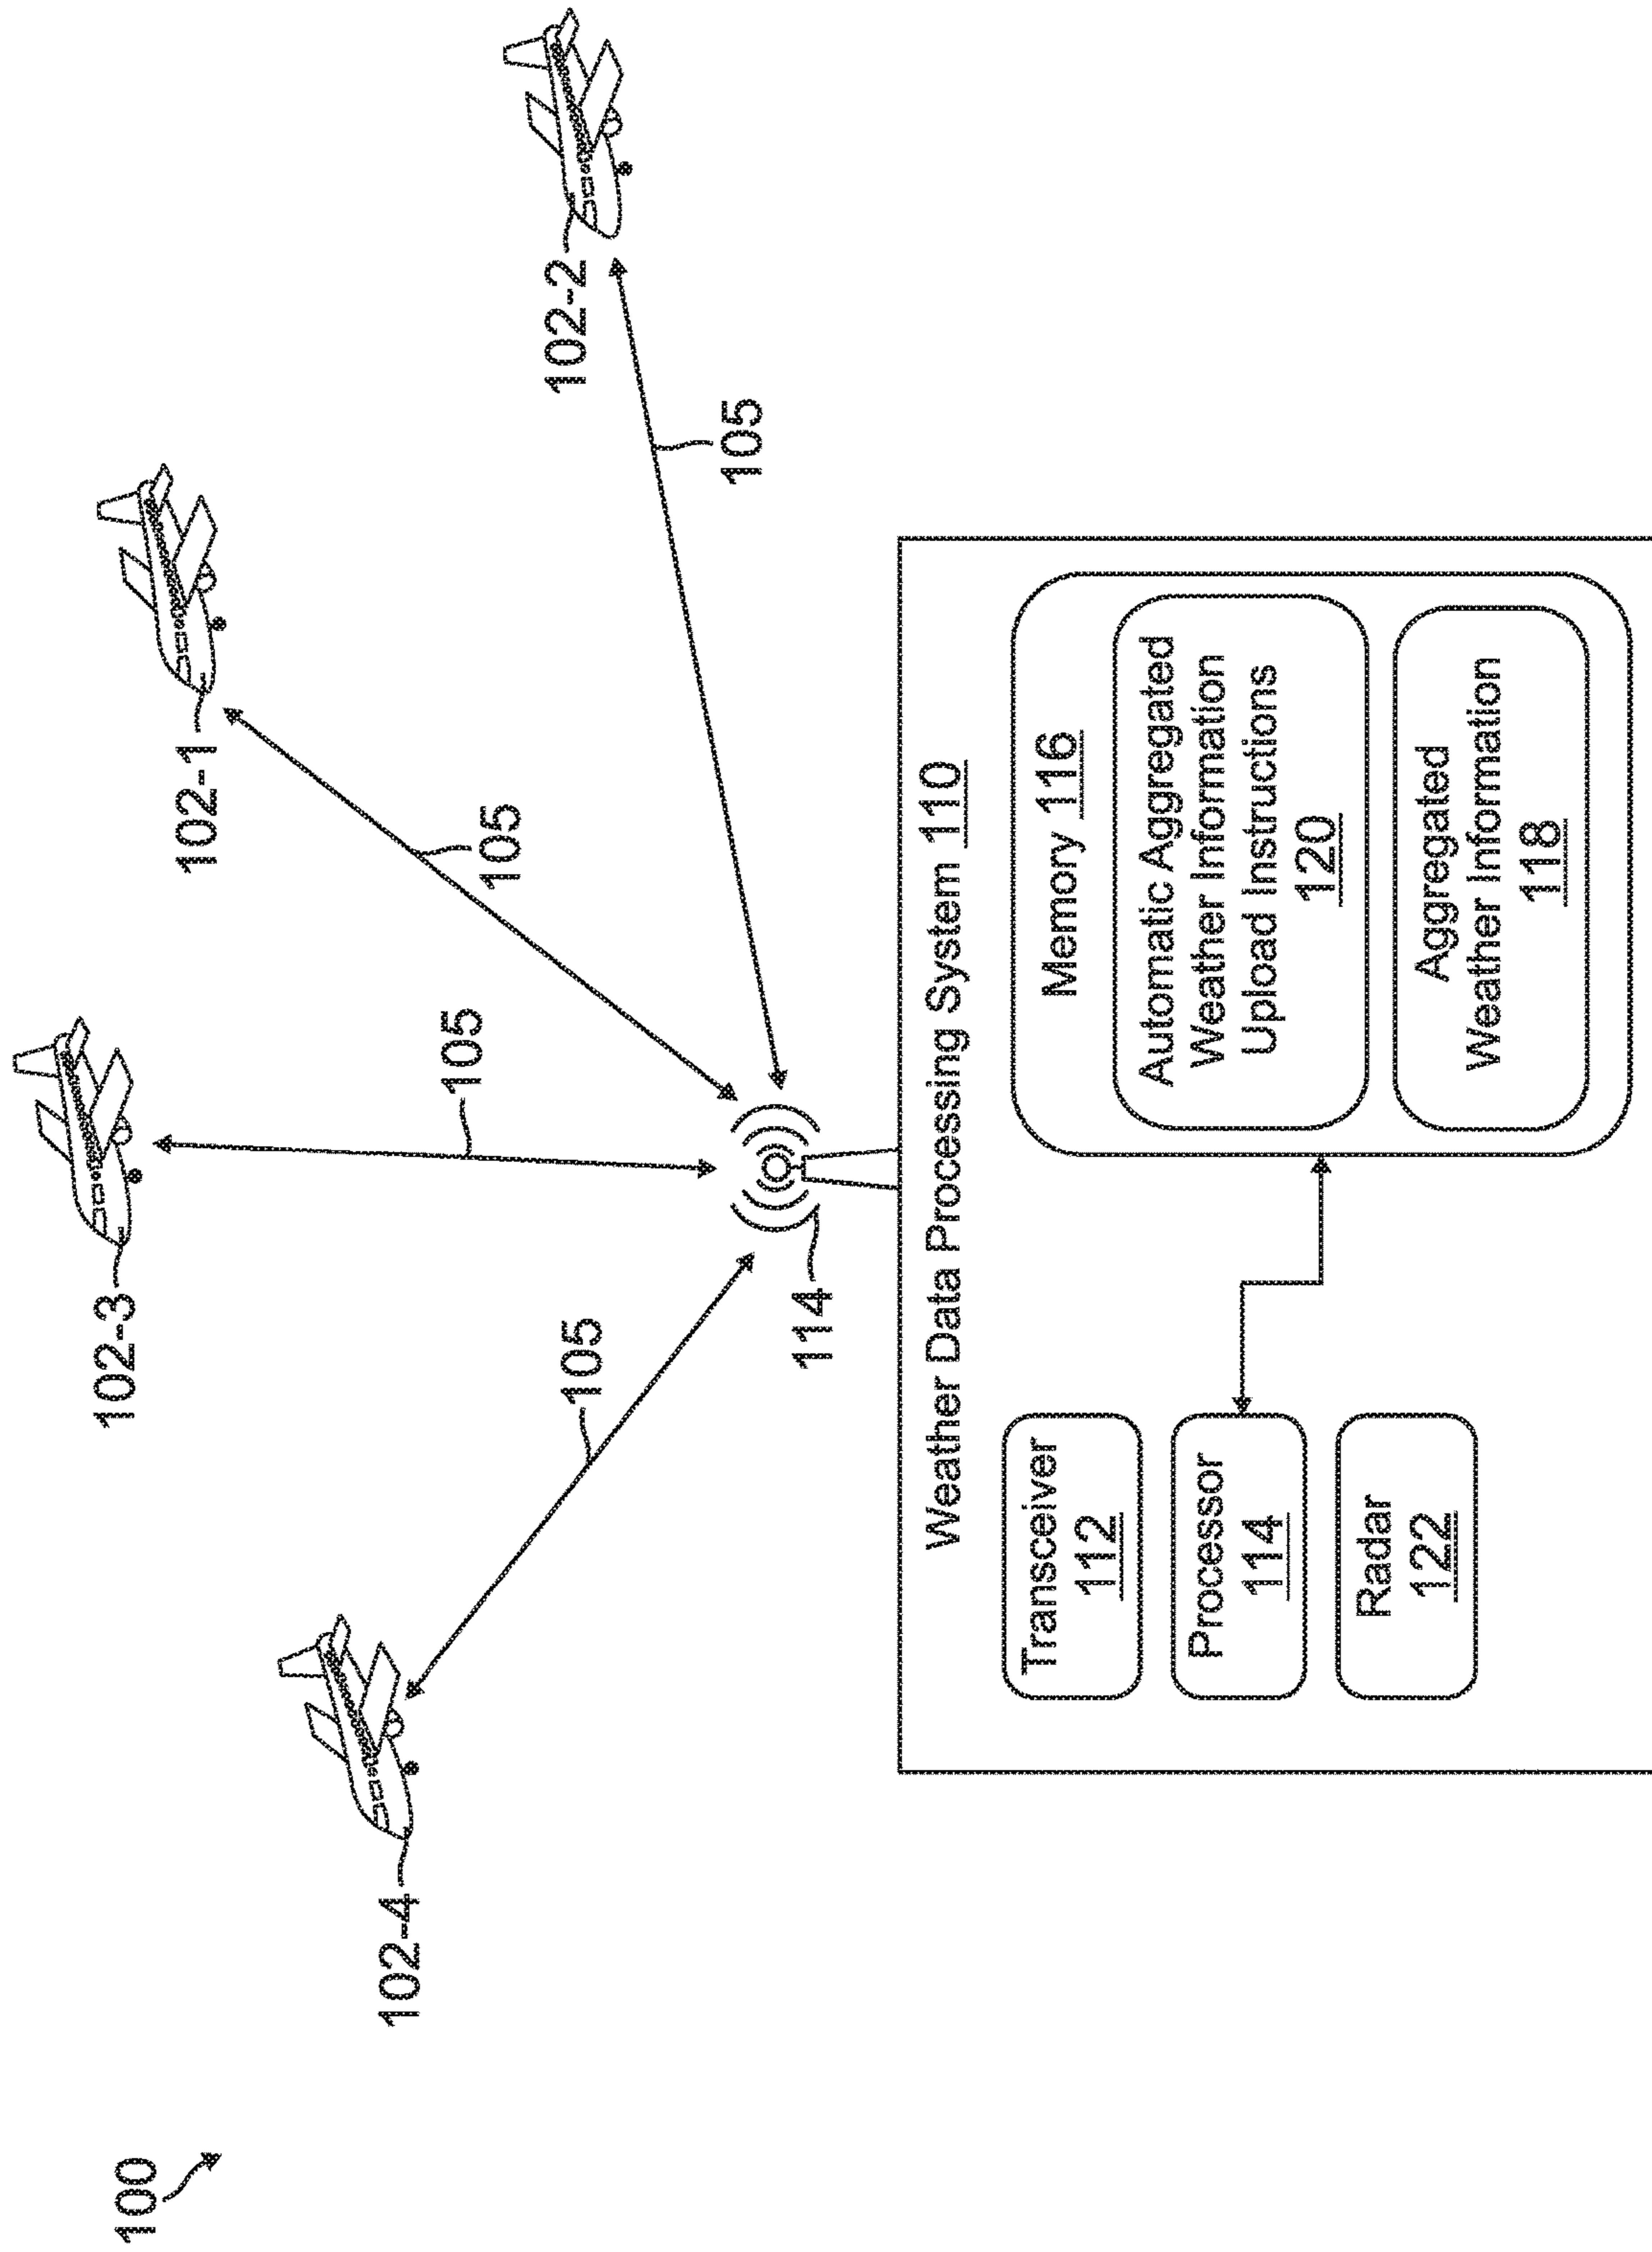 100
102-4
102-3
102-1
102-2
105
105
105
105
114
Weather Data Processing System 110
Transceiver
112
Processor
114
Radar
122
Memory 116
Automatic Aggregated
Weather Information
Upload Instructions
120
Aggregated
Weather Information
118